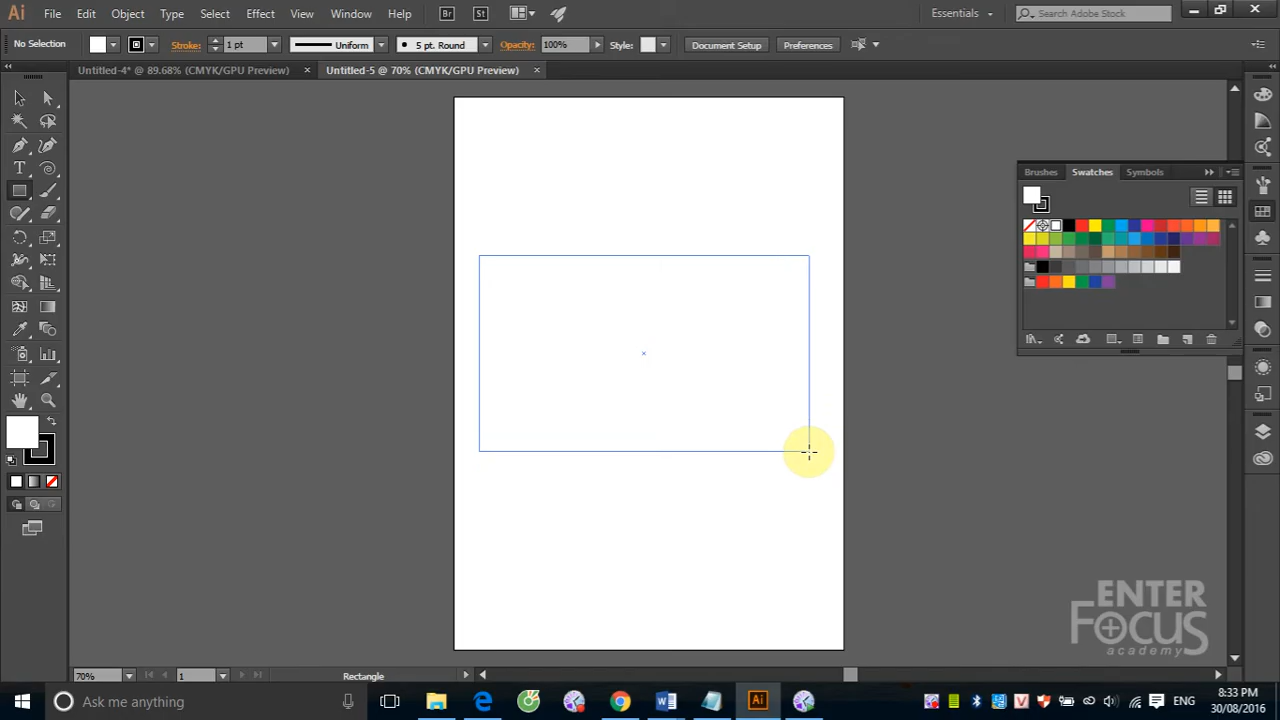 Ai File Edit Object Type Select Effect View Window Help Br St Essentials Search Adobe Stock
No Selection Stroke: 1 pt Uniform 5 pt. Round Opacity: 100% Style: Document Setup Preferences
Untitled-4* @ 89.68% (CMYK/GPU Preview) × Untitled-5 @ 70% (CMYK/GPU Preview) ×
Brushes Swatches Symbols
ENTER
FOCUS
academy
70% 1 Rectangle
Ask me anything Ai ENG 8:33 PM
30/08/2016